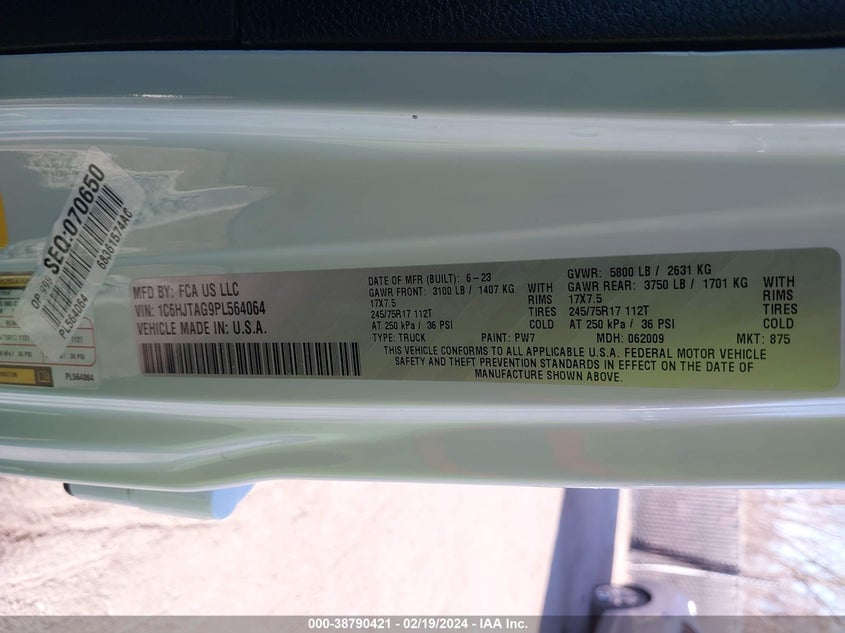 SEQ:070650
OP:99
68361574AC
PL564064
PL564064
MFD BY: FCA US LLC
VIN: 1C6HJTAG9PL564064
VEHICLE MADE IN U.S.A.
DATE OF MFR (BUILT): 6-23
GAWR FRONT: 3100 LB / 1407 KG WITH
17X7.5 RIMS
245/75R17 112T TIRES
AT 250 kPa / 36 PSI COLD
TYPE: TRUCK PAINT: PW7
GVWR: 5800 LB / 2631 KG
GAWR REAR: 3750 LB / 1701 KG WITH
17X7.5 RIMS
245/75R17 112T TIRES
AT 250 kPa / 36 PSI COLD
MDH: 062009 MKT: 875
THIS VEHICLE CONFORMS TO ALL APPLICABLE U.S.A. FEDERAL MOTOR VEHICLE
SAFETY AND THEFT PREVENTION STANDARDS IN EFFECT ON THE DATE OF
MANUFACTURE SHOWN ABOVE.
000-38790421 - 02/19/2024 - IAA Inc.